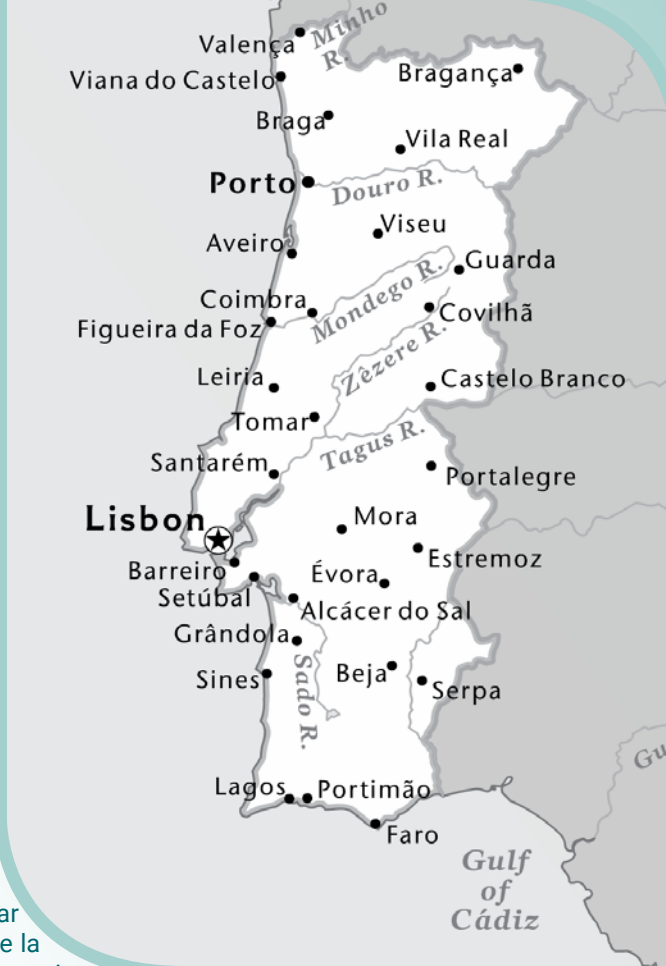 Minho
R.
Valença
Viana do Castelo
Bragança
Braga
Vila Real
Porto
Douro R.
Viseu
Aveiro
Guarda
Mondego R.
Coimbra
Covilhã
Figueira da Foz
Zêzere R.
Leiria
Castelo Branco
Tomar
Tagus R.
Santarém
Portalegre
Lisbon
Mora
Estremoz
Barreiro
Évora
Setúbal
Alcácer do Sal
Grândola
Sado R.
Beja
Sines
Serpa
Gu
Lagos
Portimão
Faro
Gulf
of
Cádiz
ar
e la